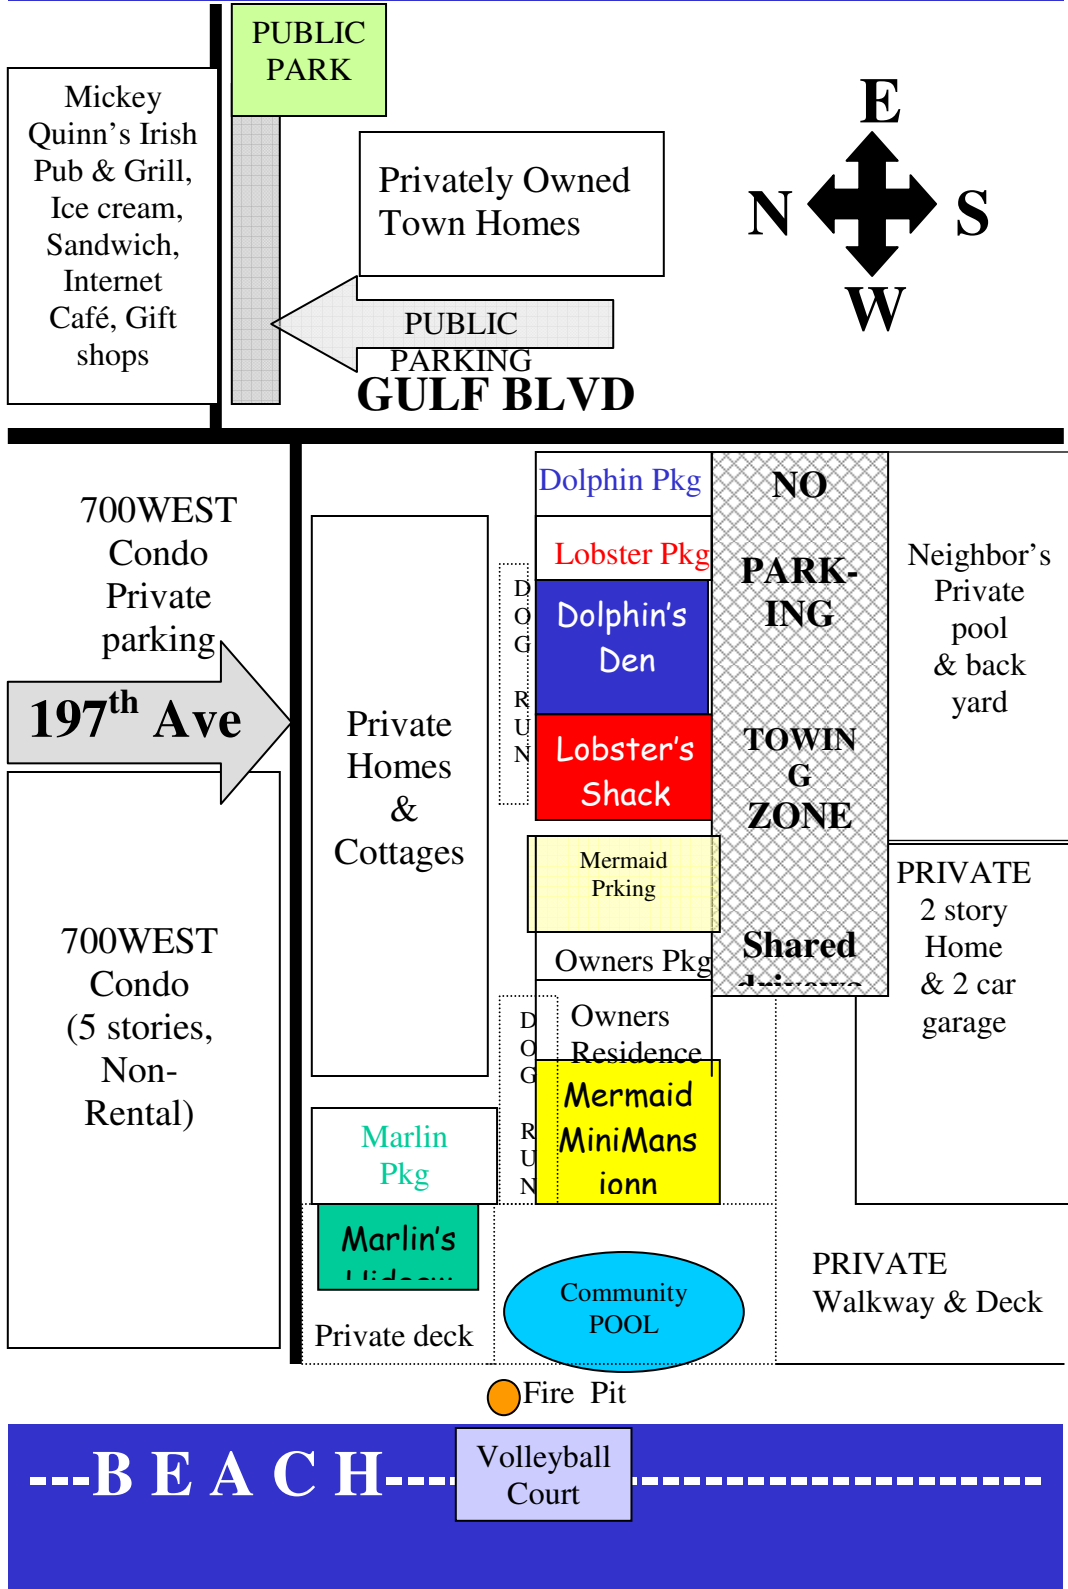 PUBLIC
PARK
Mickey
Quinn’s Irish
Pub & Grill,
Ice cream,
Sandwich,
Internet
Café, Gift
shops
Privately Owned
Town Homes
E
N
S
W
PUBLIC
PARKING
GULF BLVD
700WEST
Condo
Private
parking
197th Ave
700WEST
Condo
(5 stories,
Non-
Rental)
Private
Homes
&
Cottages
Dolphin Pkg
Lobster Pkg
D
O
G
R
U
N
Dolphin’s
Den
Lobster’s
Shack
NO
PARK-
ING
TOWIN
G
ZONE
Shared
Neighbor’s
Private
pool
& back
yard
Mermaid
Prking
Owners Pkg
PRIVATE
2 story
Home
& 2 car
garage
D
O
G
R
U
N
Owners
Residence
Mermaid
MiniMans
ionn
Marlin
Pkg
Marlin’s
Private deck
Community
POOL
PRIVATE
Walkway & Deck
Fire Pit
---B E A C H---
Volleyball
Court